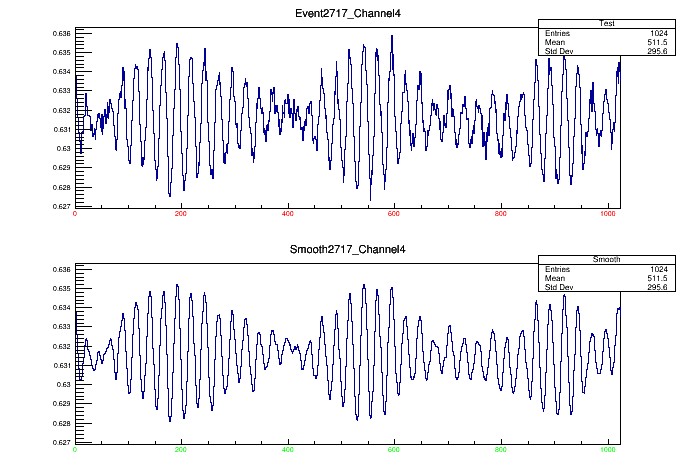 Event2717_Channel4
Test
Entries 1024
Mean 511.5
Std Dev 295.6
0.636
0.635
0.634
0.633
0.632
0.631
0.63
0.629
0.628
0.627
0 200 400 600 800 1000
Smooth2717_Channel4
Smooth
Entries 1024
Mean 511.5
Std Dev 295.6
0.636
0.635
0.634
0.633
0.632
0.631
0.63
0.629
0.628
0.627
0 200 400 600 800 1000